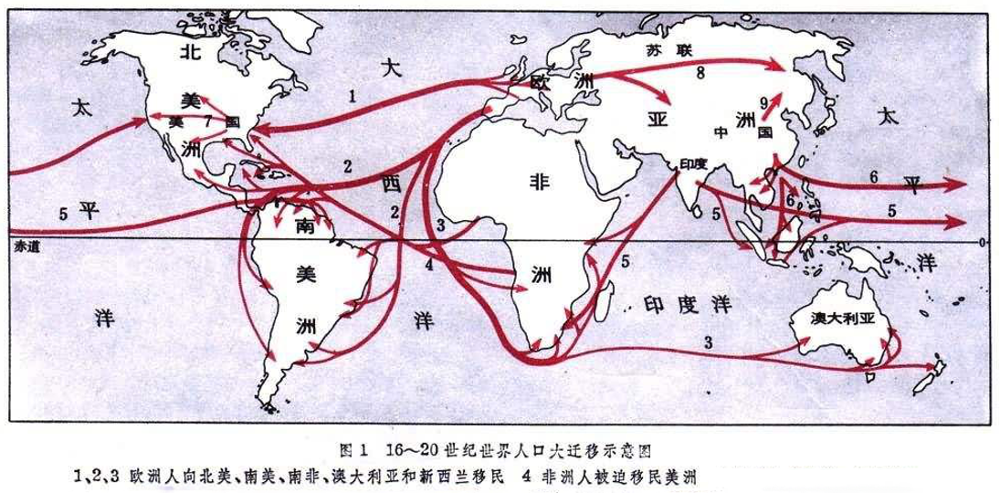 北
美
洲
美 7 国
太
平
洋
大
西
洋
1
2
2
3
4
5
赤道
南
美
洲
欧 洲
苏联
8
亚 洲
9
中 国
印度
非
洲
5
5
印 度 洋
3
6
6
5
太
平
洋
0
澳大利亚
图1 16～20世纪世界人口大迁移示意图
1、2、3 欧洲人向北美、南美、南非、澳大利亚和新西兰移民 4 非洲人被迫移民美洲